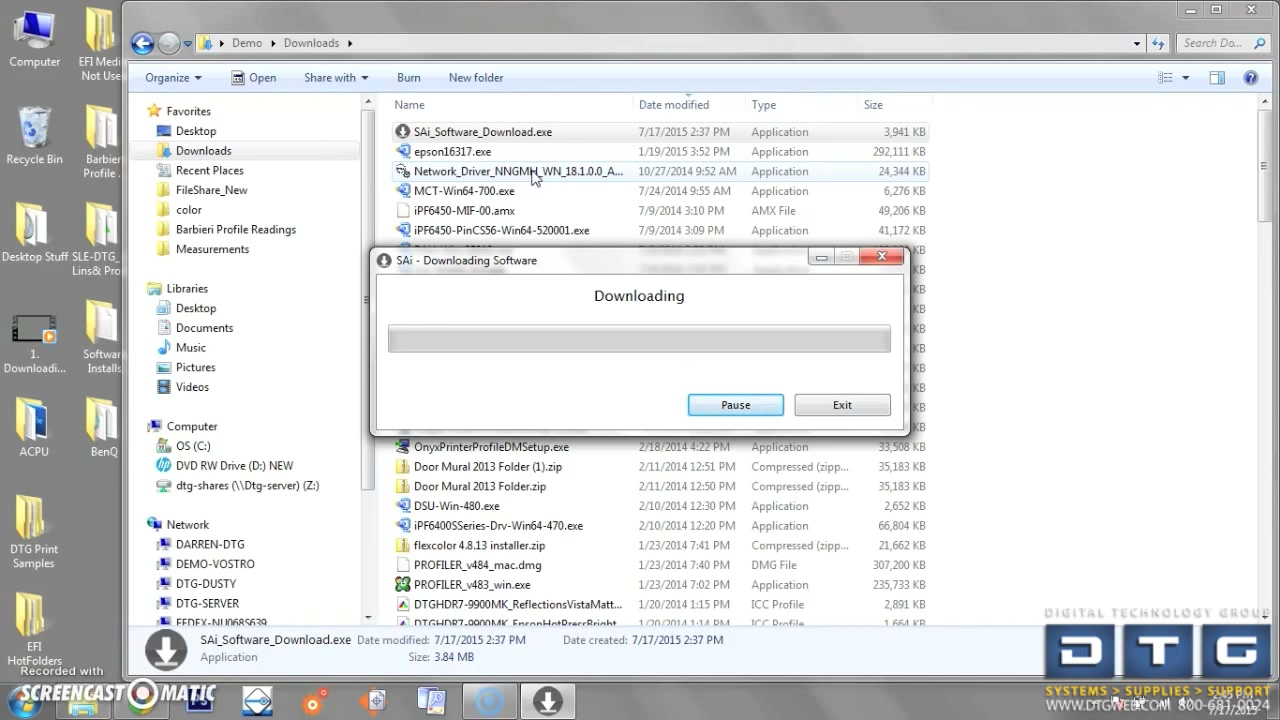 Computer
EFI Medi
Not Use
Recycle Bin
Barbier
Profile
Desktop Stuff
SLE-DTG_
Lins& Pro
1.
Downloadi...
Software
Installs
ACPU
BenQ
DTG Print
Samples
EFI
HotFolders
Demo Downloads
Search Do...
Organize Open Share with Burn New folder
Favorites
Desktop
Downloads
Recent Places
FileShare_New
color
Barbieri Profile Readings
Measurements
Libraries
Desktop
Documents
Music
Pictures
Videos
Computer
OS (C:)
DVD RW Drive (D:) NEW
dtg-shares (\\Dtg-server) (Z:)
Network
DARREN-DTG
DEMO-VOSTRO
DTG-DUSTY
DTG-SERVER
FEDEX-NU068S639
Name Date modified Type Size
SAi_Software_Download.exe 7/17/2015 2:37 PM Application 3,941 KB
epson16317.exe 1/19/2015 3:52 PM Application 292,111 KB
Network_Driver_NNGMH_WN_18.1.0.0_A... 10/27/2014 9:52 AM Application 24,344 KB
MCT-Win64-700.exe 7/24/2014 9:55 AM Application 6,276 KB
iPF6450-MIF-00.amx 7/9/2014 3:10 PM AMX File 49,206 KB
iPF6450-PinCS56-Win64-520001.exe 7/9/2014 3:09 PM Application 41,172 KB
KB
KB
KB
KB
KB
KB
KB
KB
SAi - Downloading Software
Downloading
Pause Exit
OnyxPrinterProfileDMSetup.exe 2/18/2014 4:22 PM Application 33,508 KB
Door Mural 2013 Folder (1).zip 2/11/2014 12:51 PM Compressed (zipp... 35,183 KB
Door Mural 2013 Folder.zip 2/11/2014 12:50 PM Compressed (zipp... 35,183 KB
DSU-Win-480.exe 2/10/2014 12:30 PM Application 2,652 KB
iPF6400SSeries-Drv-Win64-470.exe 2/10/2014 12:20 PM Application 66,804 KB
flexcolor 4.8.13 installer.zip 1/23/2014 7:41 PM Compressed (zipp... 21,662 KB
PROFILER_v484_mac.dmg 1/23/2014 7:40 PM DMG File 307,200 KB
PROFILER_v483_win.exe 1/23/2014 7:02 PM Application 235,733 KB
DTGHDR7-9900MK_ReflectionsVistaMatt... 1/20/2014 1:15 PM ICC Profile 2,891 KB
DTGHDR7-9900MK_EpsonHotPressBright... 1/20/2014 1:14 PM ICC Profile 1,664 KB
SAi_Software_Download.exe Date modified: 7/17/2015 2:37 PM Date created: 7/17/2015 2:37 PM
Application Size: 3.84 MB
Recorded with
SCREENCAST-O-MATIC
DIGITAL TECHNOLOGY GROUP
DTG
SYSTEMS > SUPPLIES > SUPPORT
WWW.DTGWEB.COM 800-681-0024
7/17/2015